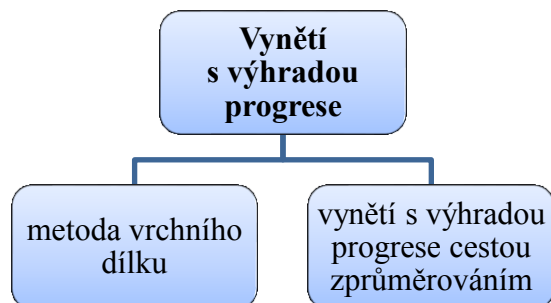 Vynětí
s výhradou
progrese
metoda vrchního
dílku
vynětí s výhradou
progrese cestou
zprůměrováním